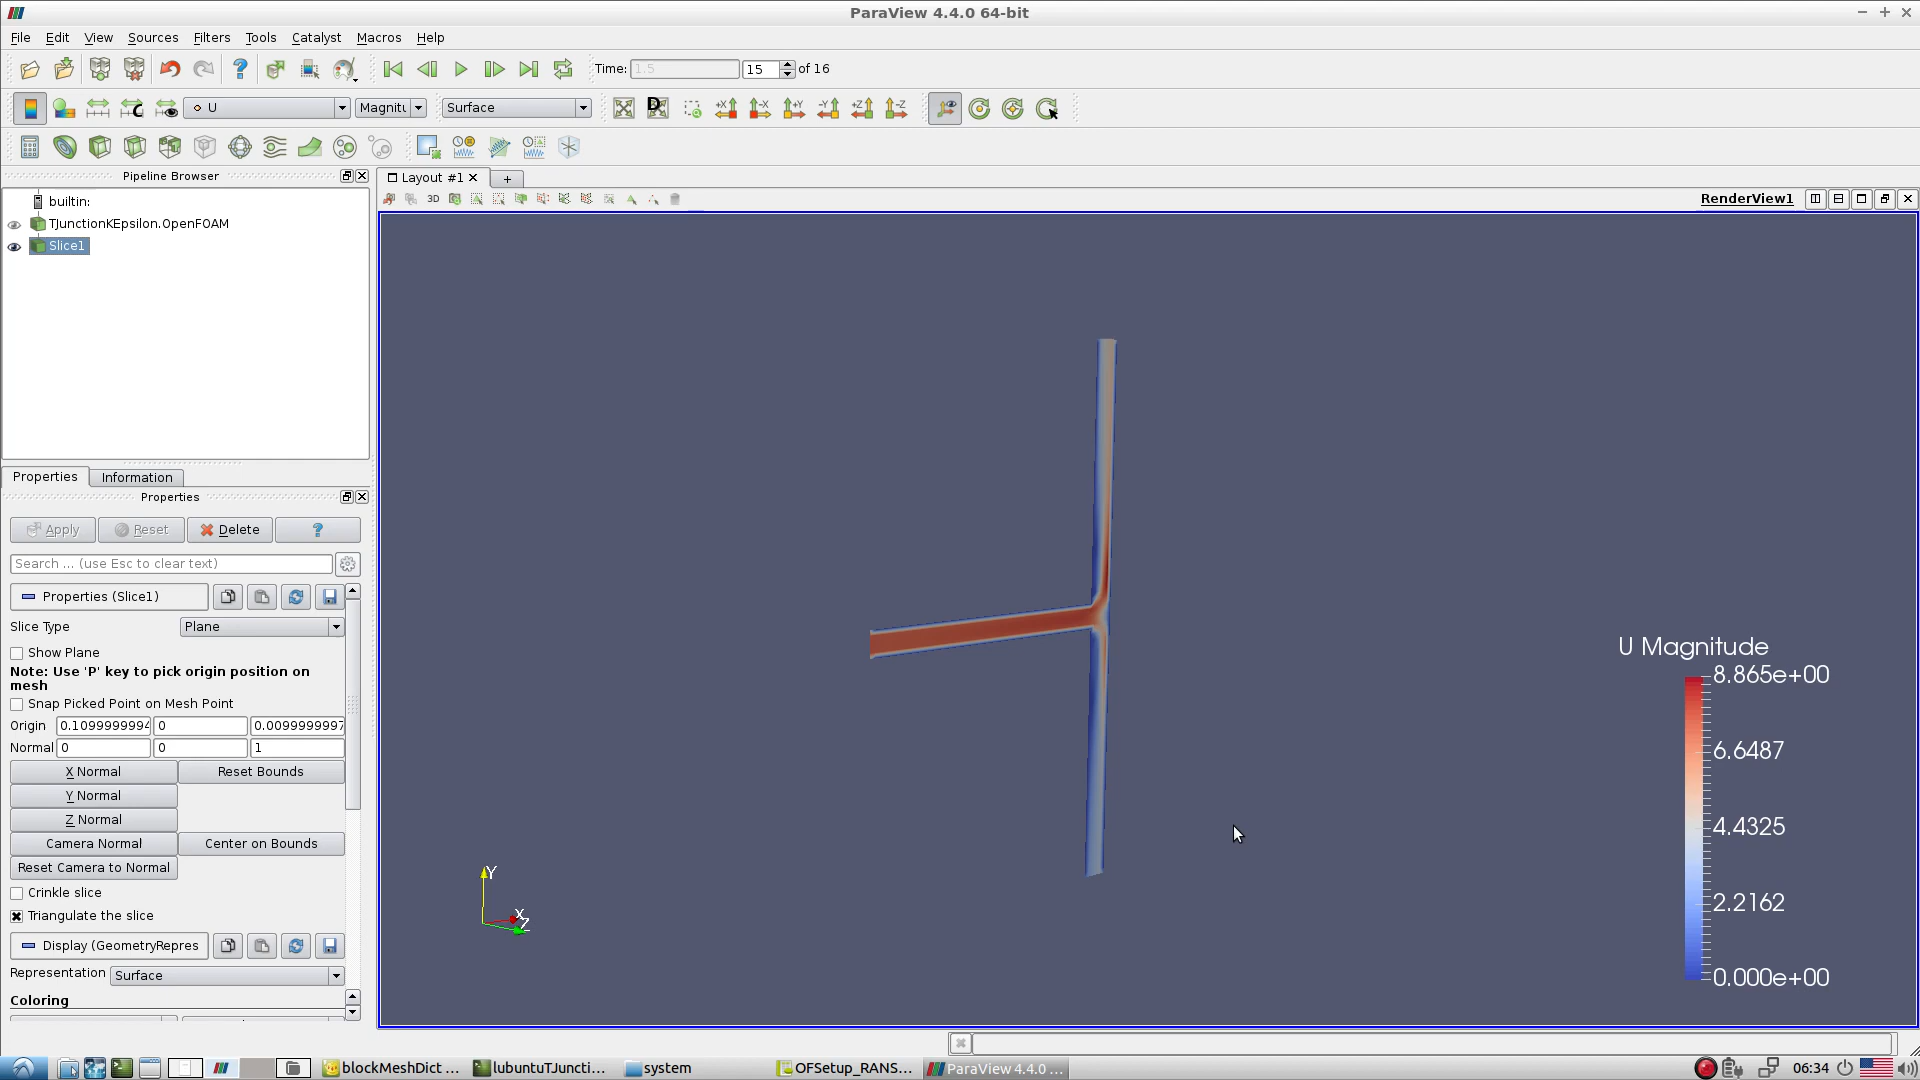 ParaView 4.4.0 64-bit
File Edit View Sources Filters Tools Catalyst Macros Help
Time: 1.5 15 of 16
U Magnitu Surface
Pipeline Browser
Layout #1
3D
RenderView1
builtin:
TJunctionKEpsilon.OpenFOAM
Slice1
Properties Information
Properties
Apply Reset Delete ?
Search ... (use Esc to clear text)
Properties (Slice1)
Slice Type Plane
Show Plane
Note: Use 'P' key to pick origin position on
mesh
Snap Picked Point on Mesh Point
Origin 0.1099999994 0 0.0099999997
Normal 0 0 1
X Normal Reset Bounds
Y Normal
Z Normal
Camera Normal Center on Bounds
Reset Camera to Normal
Crinkle slice
Triangulate the slice
Display (GeometryRepres
Representation Surface
Coloring
Y
X
Z
U Magnitude
8.865e+00
6.6487
4.4325
2.2162
0.000e+00
blockMeshDict ... lubuntuTJuncti... system OFSetup_RANS... ParaView 4.4.0 ... 06:34